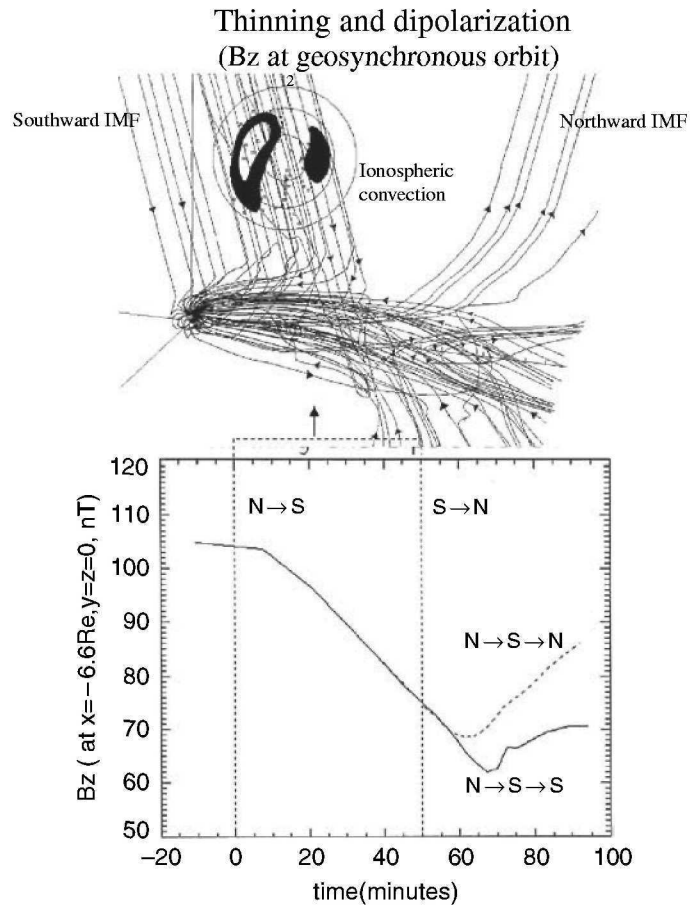 Thinning and dipolarization
(Bz at geosynchronous orbit)
2
Southward IMF
Northward IMF
Ionospheric
convection
120
110
100
90
80
70
60
50
N→S
S→N
N→S→N
N→S→S
Bz ( at x=−6.6Re,y=z=0, nT)
−20
0
20
40
60
80
100
time(minutes)